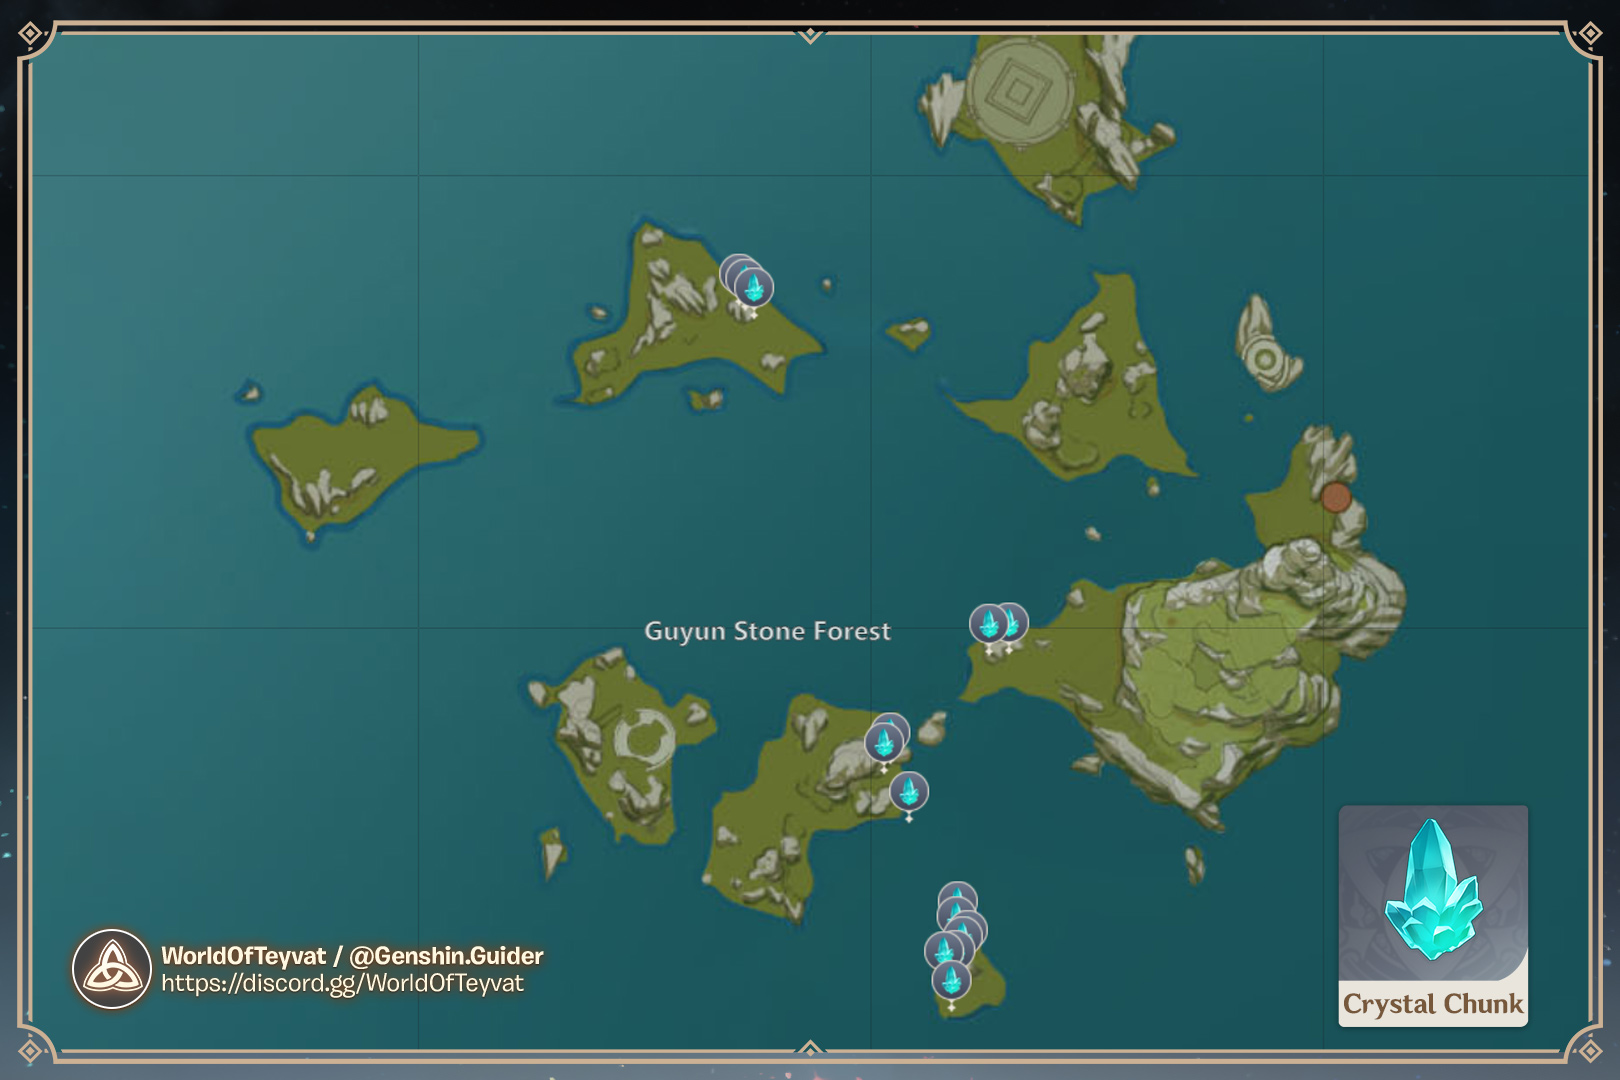 Guyun Stone Forest
WorldOfTeyvat / @Genshin.Guider
https://discord.gg/WorldOfTeyvat
Crystal Chunk